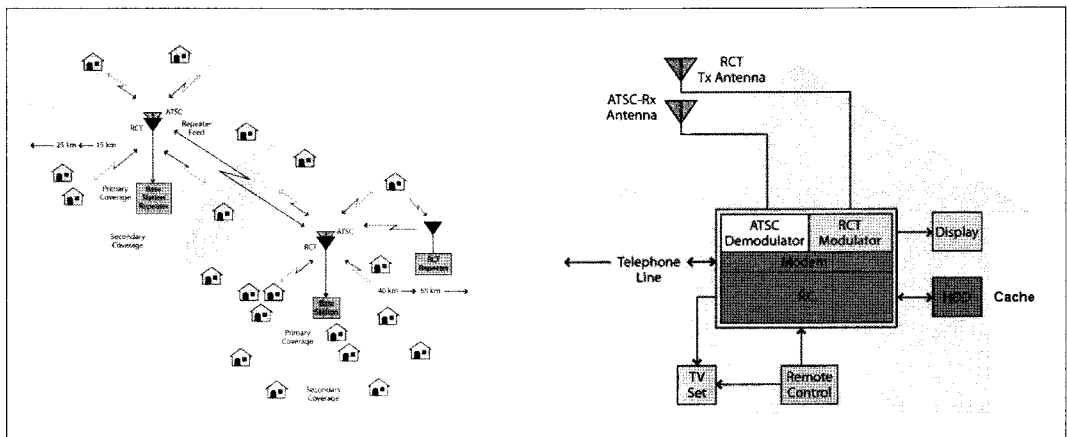 RCT
ATSC
Repeater
Feed
25 km
15 km
Primary
Coverage
Base
Station
Repeater
Secondary
Coverage
ATSC
RCT
RCT
Repeater
40 km
65 km
Base
Station
Primary
Coverage
Secondary
Coverage
RCT
Tx Antenna
ATSC-Rx
Antenna
ATSC
Demodulator
RCT
Modulator
Display
Modem
Telephone
Line
HDD
Cache
TV
Set
Remote
Control